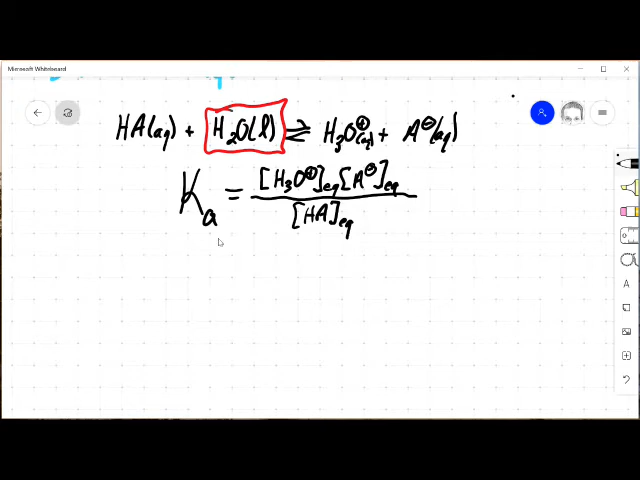 Microsoft Whiteboard
HA(aq) + H₂O(l) ⇌ H₃O⊕(aq) + A⊖(aq)
Kₐ = [H₃O⊕]eq[A⊖]eq
[HA]eq